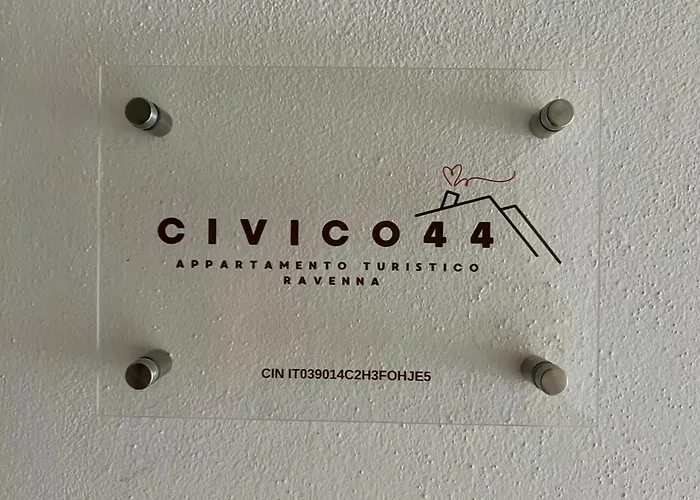 CIVICO44
APPARTAMENTO TURISTICO
RAVENNA
CIN IT039014C2H3FOHJE5